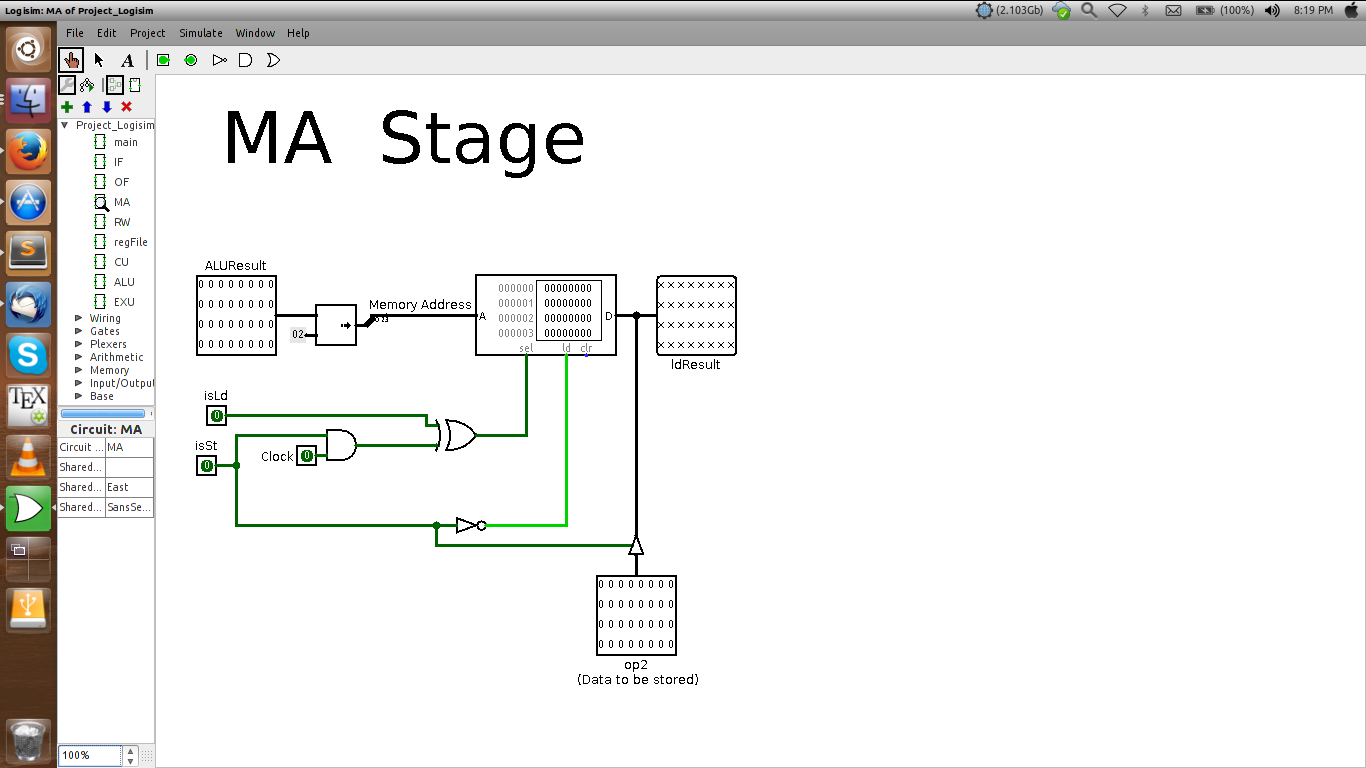 Logisim: MA of Project_Logisim
(2.103Gb)
(100%)
8:19 PM
File Edit Project Simulate Window Help
A
Project_Logisim
main
IF
OF
MA
RW
regFile
CU
ALU
EXU
Wiring
Gates
Plexers
Arithmetic
Memory
Input/Output
Base
Circuit: MA
Circuit ... MA
Shared...
Shared... East
Shared... SansSe...
100%
MA Stage
ALUResult
0 0 0 0 0 0 0 0
0 0 0 0 0 0 0 0
0 0 0 0 0 0 0 0
0 0 0 0 0 0 0 0
02
Memory Address
A
000000 00000000
000001 00000000
000002 00000000
000003 00000000
D
sel ld clr
x x x x x x x x
x x x x x x x x
x x x x x x x x
x x x x x x x x
ldResult
isLd
0
isSt
0
Clock 0
0 0 0 0 0 0 0 0
0 0 0 0 0 0 0 0
0 0 0 0 0 0 0 0
0 0 0 0 0 0 0 0
op2
(Data to be stored)
S
TEX